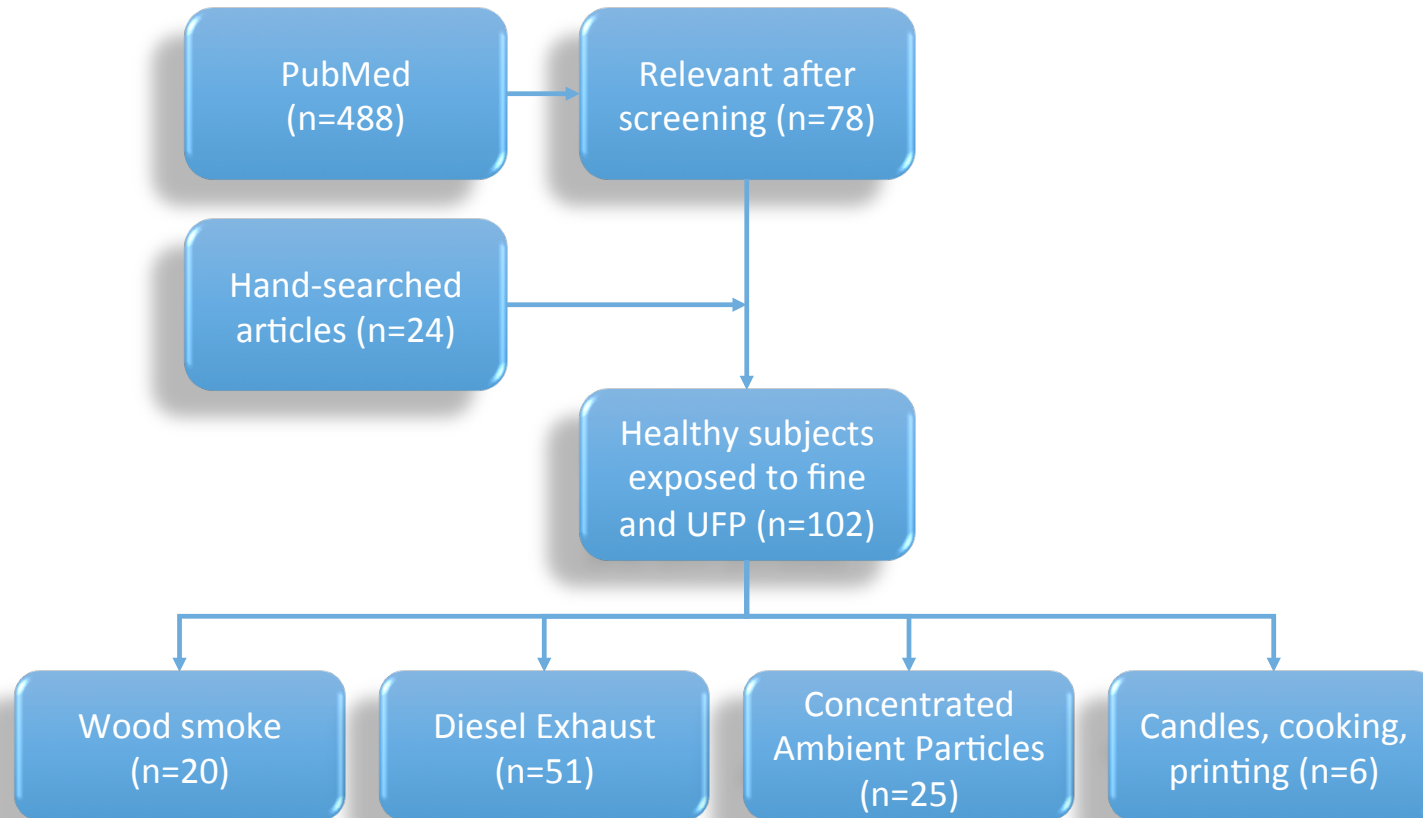 PubMed
(n=488)
Relevant after
screening (n=78)
Hand-searched
articles (n=24)
Healthy subjects
exposed to fine
and UFP (n=102)
Wood smoke
(n=20)
Diesel Exhaust
(n=51)
Concentrated
Ambient Particles
(n=25)
Candles, cooking,
printing (n=6)